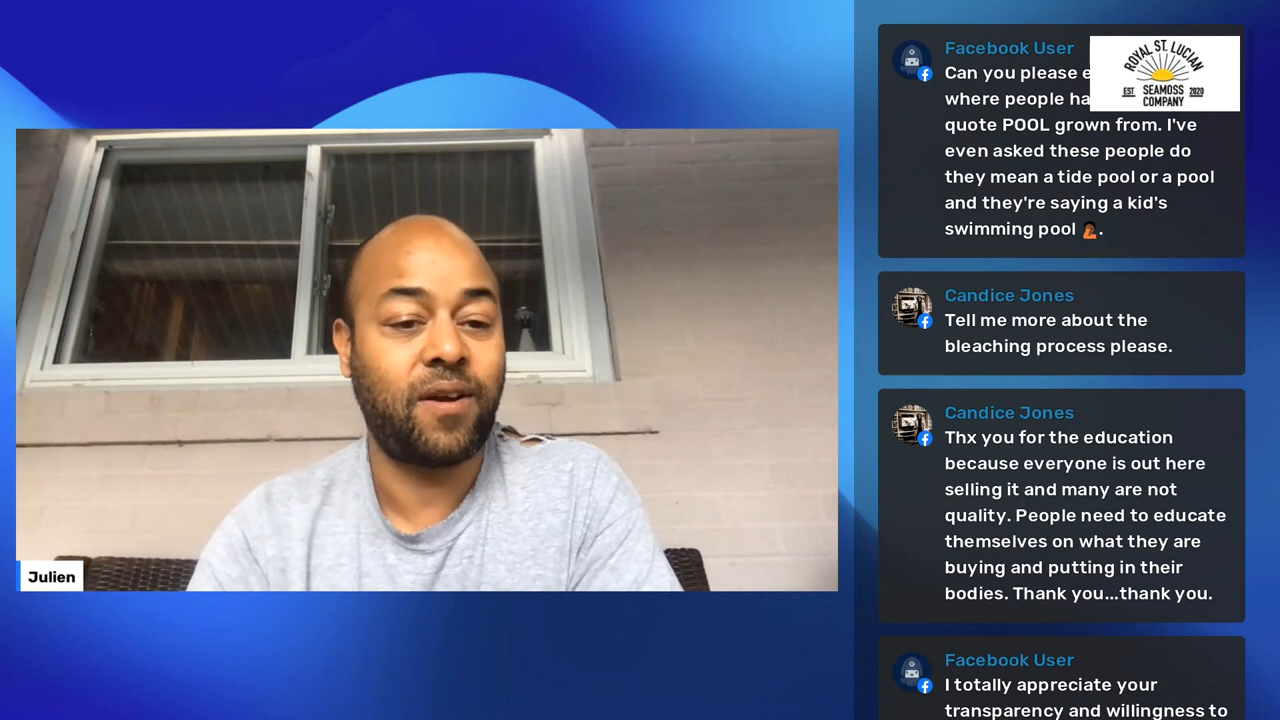 Julien
Facebook User
Can you please
where people
quote POOL grown from. I've
even asked these people do
they mean a tide pool or a pool
and they're saying a kid's
swimming pool
ROYAL ST. LUCIAN
EST. SEAMOSS 2020
COMPANY
Candice Jones
Tell me more about the
bleaching process please.
Candice Jones
Thx you for the education
because everyone is out here
selling it and many are not
quality. People need to educate
themselves on what they are
buying and putting in their
bodies. Thank you...thank you.
Facebook User
I totally appreciate your
transparency and willingness to